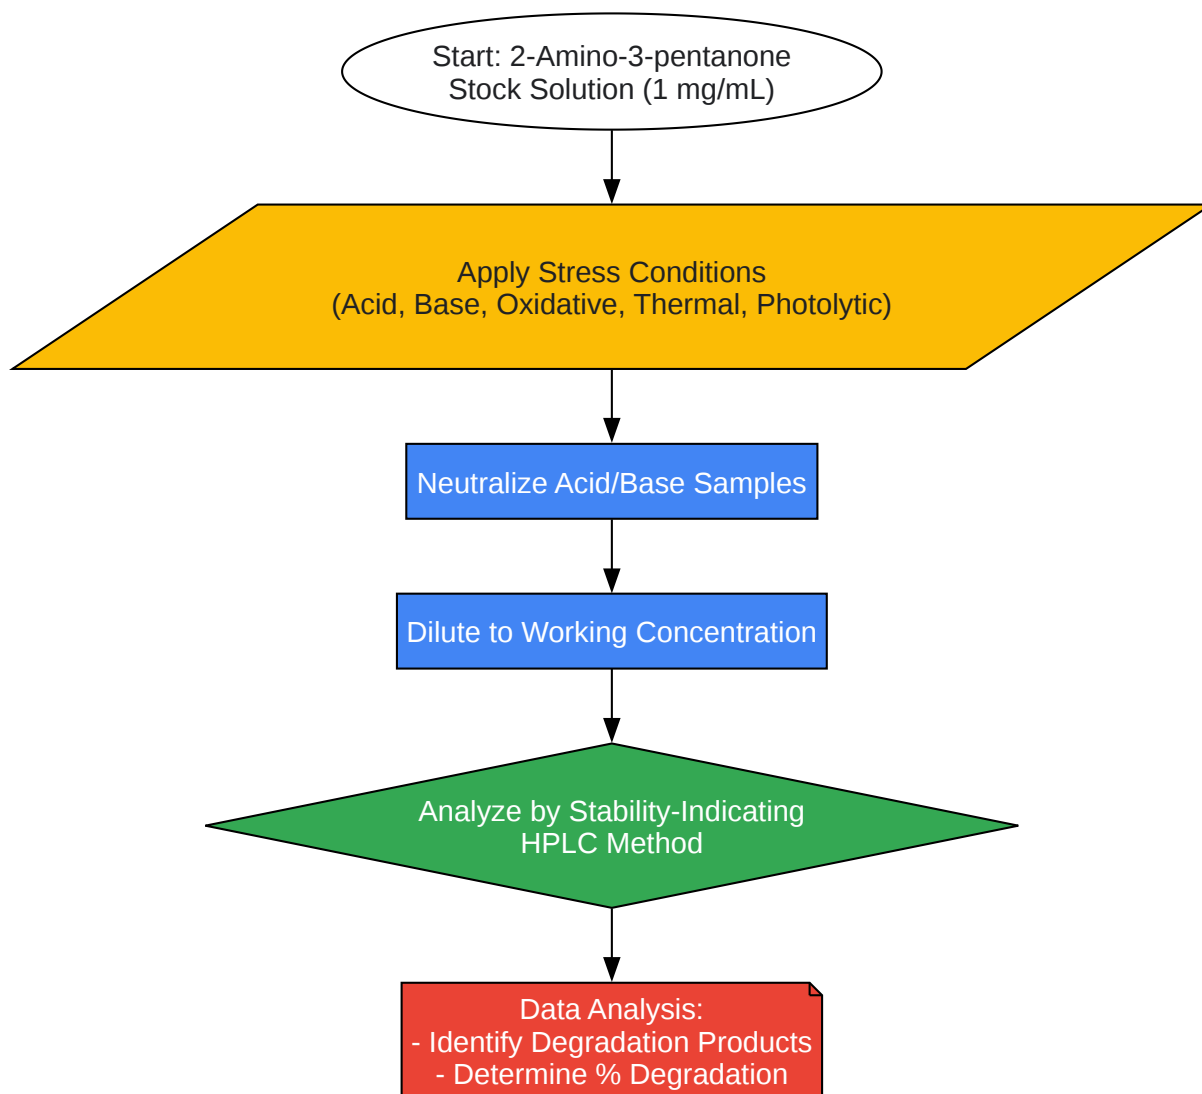 Start: 2-Amino-3-pentanone
Stock Solution (1 mg/mL)
Apply Stress Conditions
(Acid, Base, Oxidative, Thermal, Photolytic)
Neutralize Acid/Base Samples
Dilute to Working Concentration
Analyze by Stability-Indicating
HPLC Method
Data Analysis:
- Identify Degradation Products
- Determine % Degradation